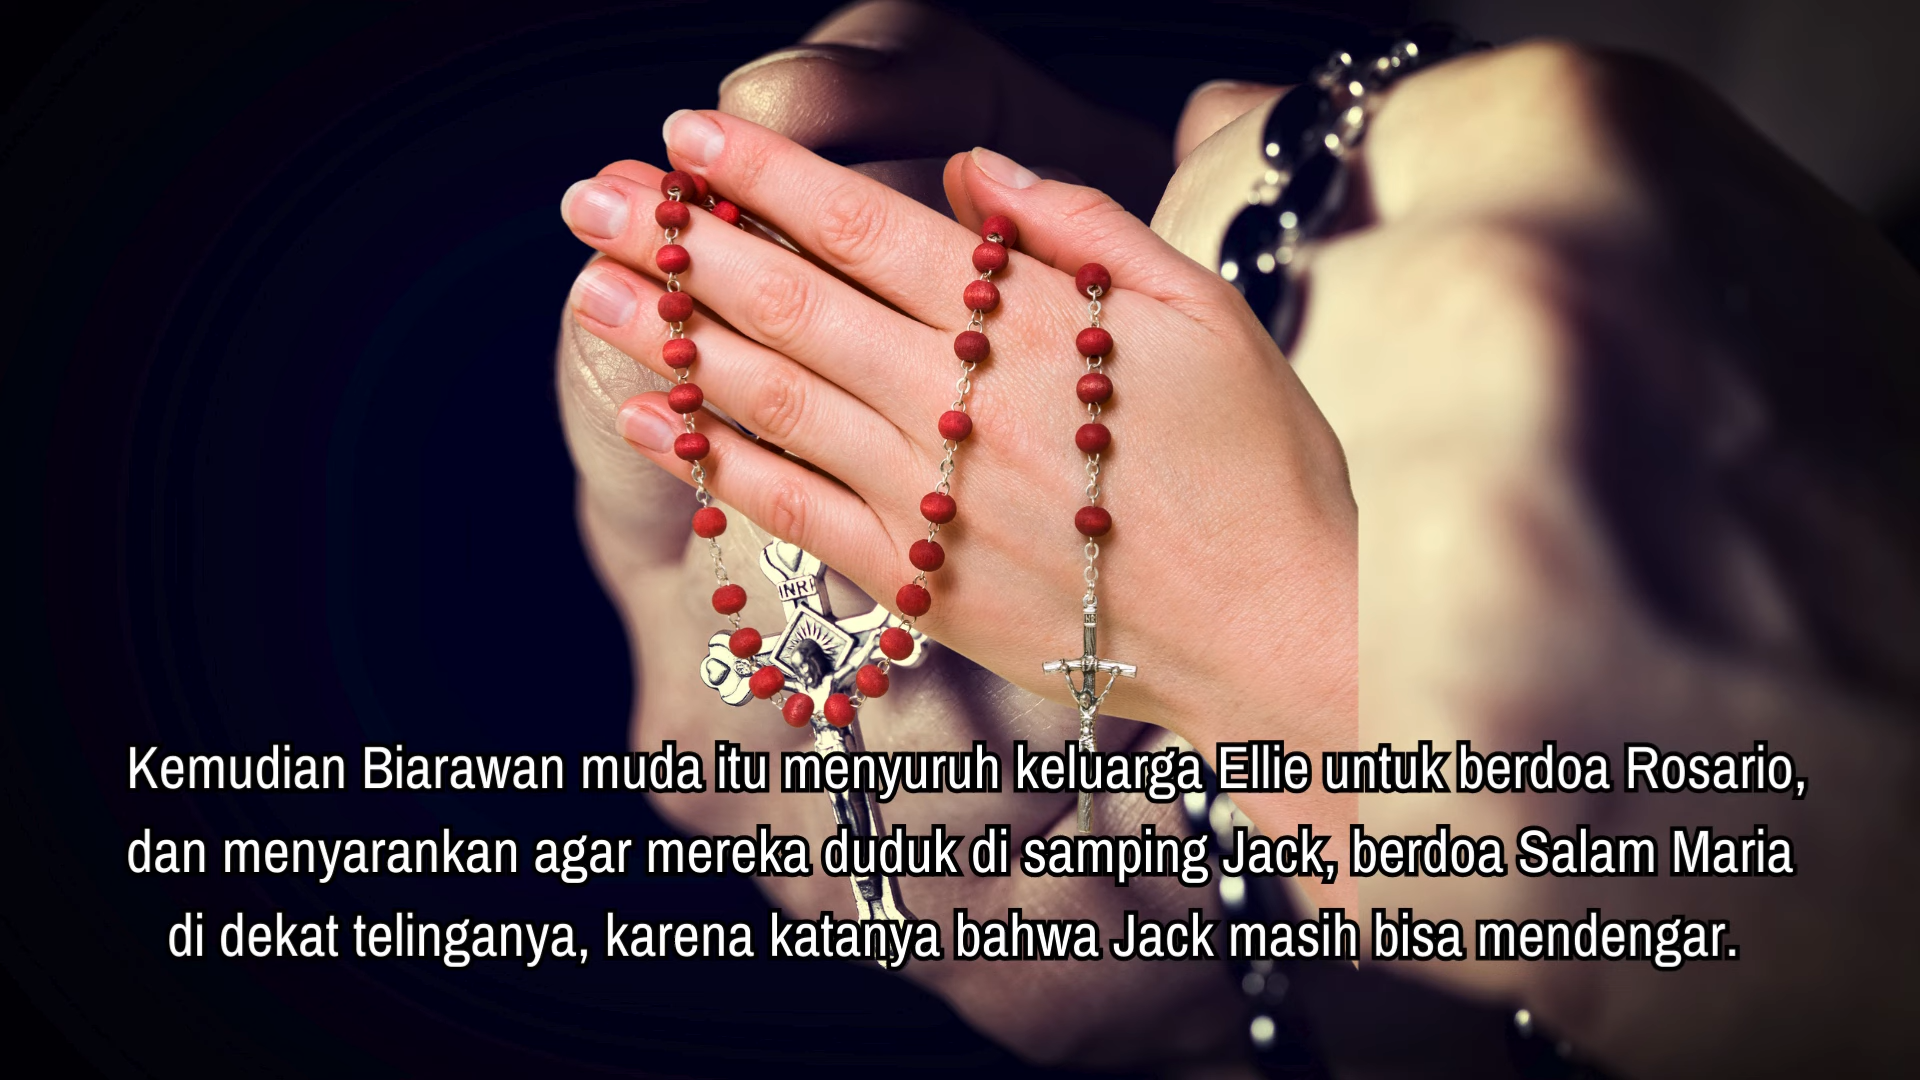 INRI
Kemudian Biarawan muda itu menyuruh keluarga Ellie untuk berdoa Rosario,
dan menyarankan agar mereka duduk di samping Jack, berdoa Salam Maria
di dekat telinganya, karena katanya bahwa Jack masih bisa mendengar.